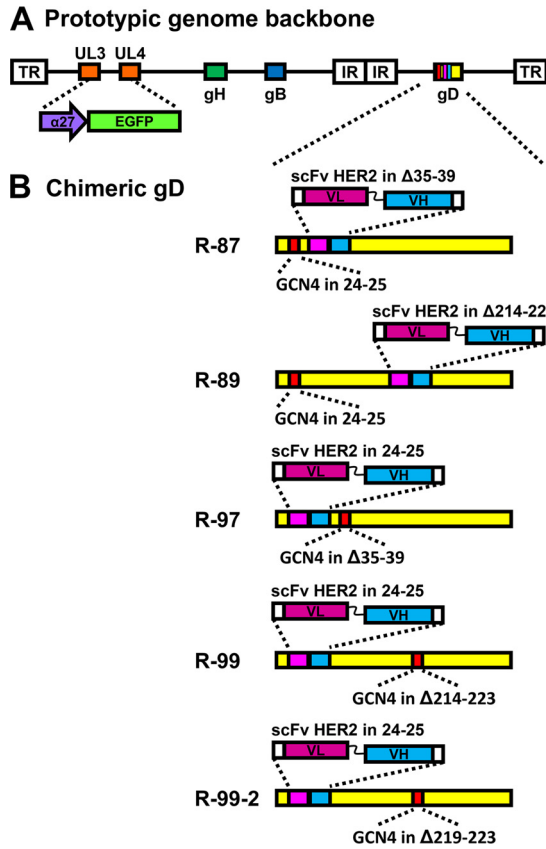 A Prototypic genome backbone
UL3 UL4
TR IR IR TR
gH gB gD
α27 EGFP
B Chimeric gD
scFv HER2 in Δ35-39
VL VH
R-87
GCN4 in 24-25
scFv HER2 in Δ214-22
VL VH
R-89
GCN4 in 24-25
scFv HER2 in 24-25
VL VH
R-97
GCN4 in Δ35-39
scFv HER2 in 24-25
VL VH
R-99
GCN4 in Δ214-223
scFv HER2 in 24-25
VL VH
R-99-2
GCN4 in Δ219-223